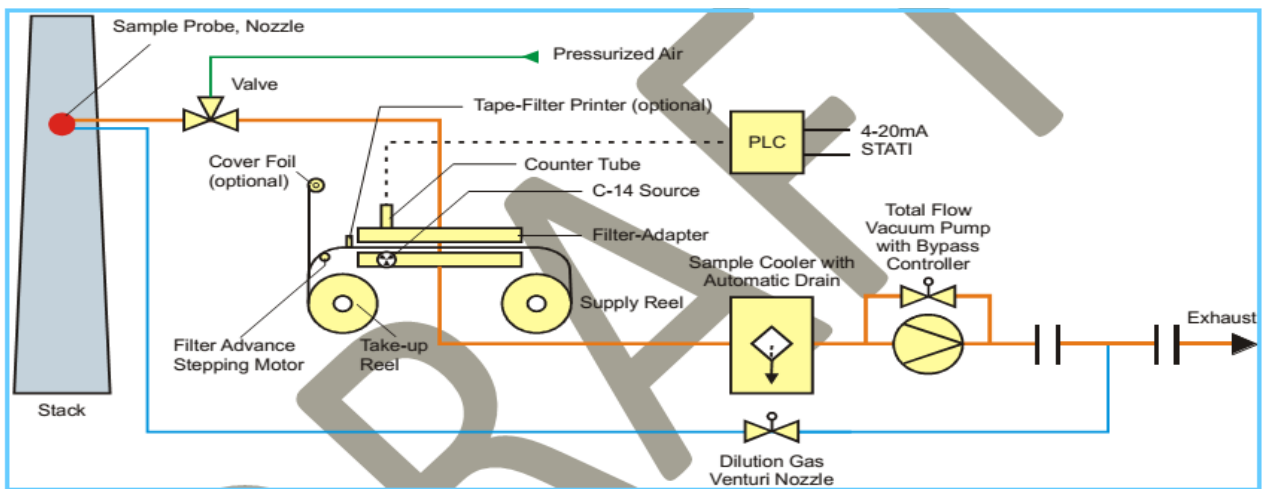 Sample Probe, Nozzle
Pressurized Air
Valve
Tape-Filter Printer (optional)
PLC
4-20mA
STATI
Cover Foil
(optional)
Counter Tube
C-14 Source
Filter-Adapter
Total Flow
Vacuum Pump
with Bypass
Controller
Sample Cooler with
Automatic Drain
Supply Reel
Exhaust
Filter Advance
Stepping Motor
Take-up
Reel
Stack
Dilution Gas
Venturi Nozzle
DRAFT